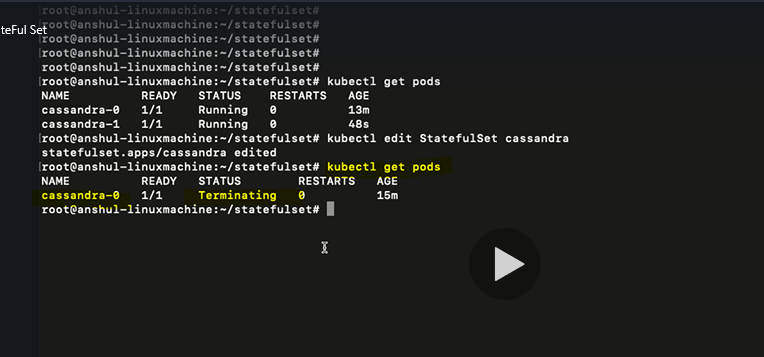 [root@anshul-linuxmachine:~/statefulset#
[root@anshul-linuxmachine:~/statefulset#
teFul Set
[root@anshul-linuxmachine:~/statefulset#
[root@anshul-linuxmachine:~/statefulset#
[root@anshul-linuxmachine:~/statefulset#
[root@anshul-linuxmachine:~/statefulset# kubectl get pods
NAME READY STATUS RESTARTS AGE
cassandra-0 1/1 Running 0 13m
cassandra-1 1/1 Running 0 48s
[root@anshul-linuxmachine:~/statefulset# kubectl edit StatefulSet cassandra
statefulset.apps/cassandra edited
[root@anshul-linuxmachine:~/statefulset# kubectl get pods
NAME READY STATUS RESTARTS AGE
cassandra-0 1/1 Terminating 0 15m
root@anshul-linuxmachine:~/statefulset#